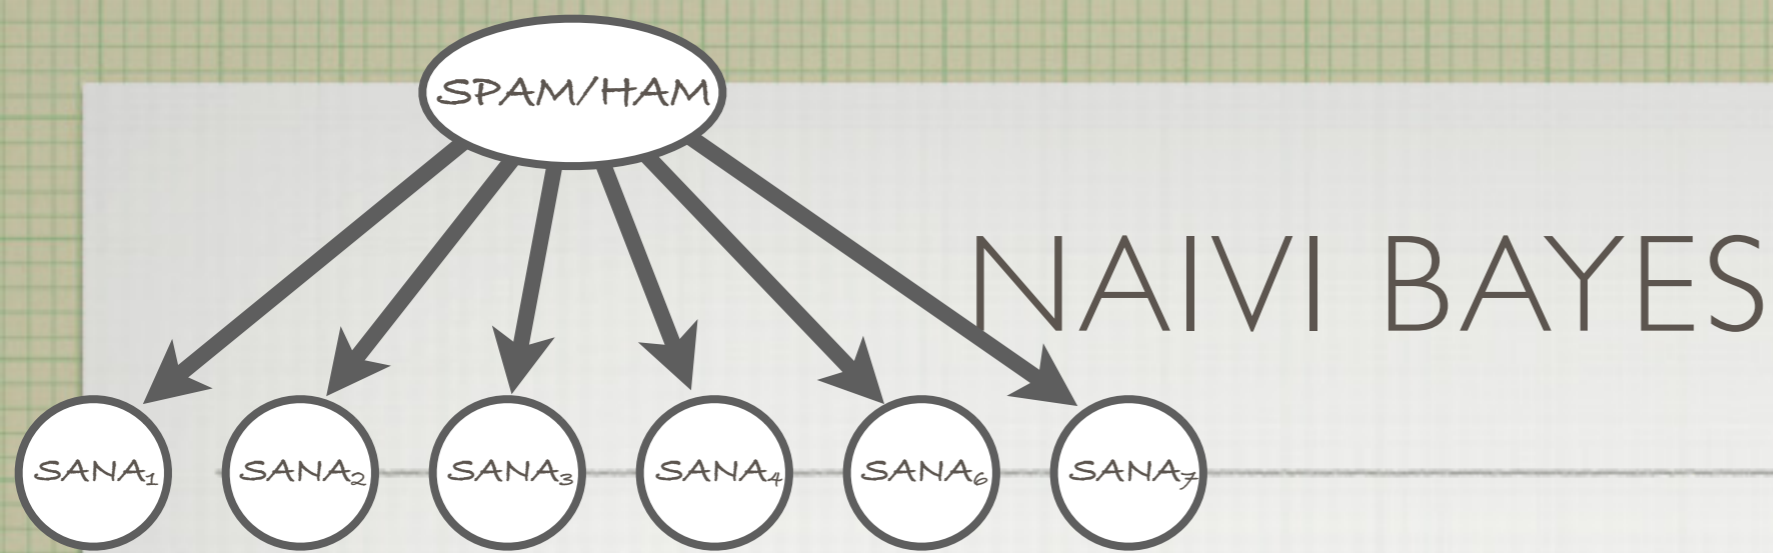 SPAM/HAM
NAIVI BAYES
SANA₁ SANA₂ SANA₃ SANA₄ SANA₆ SANA₇